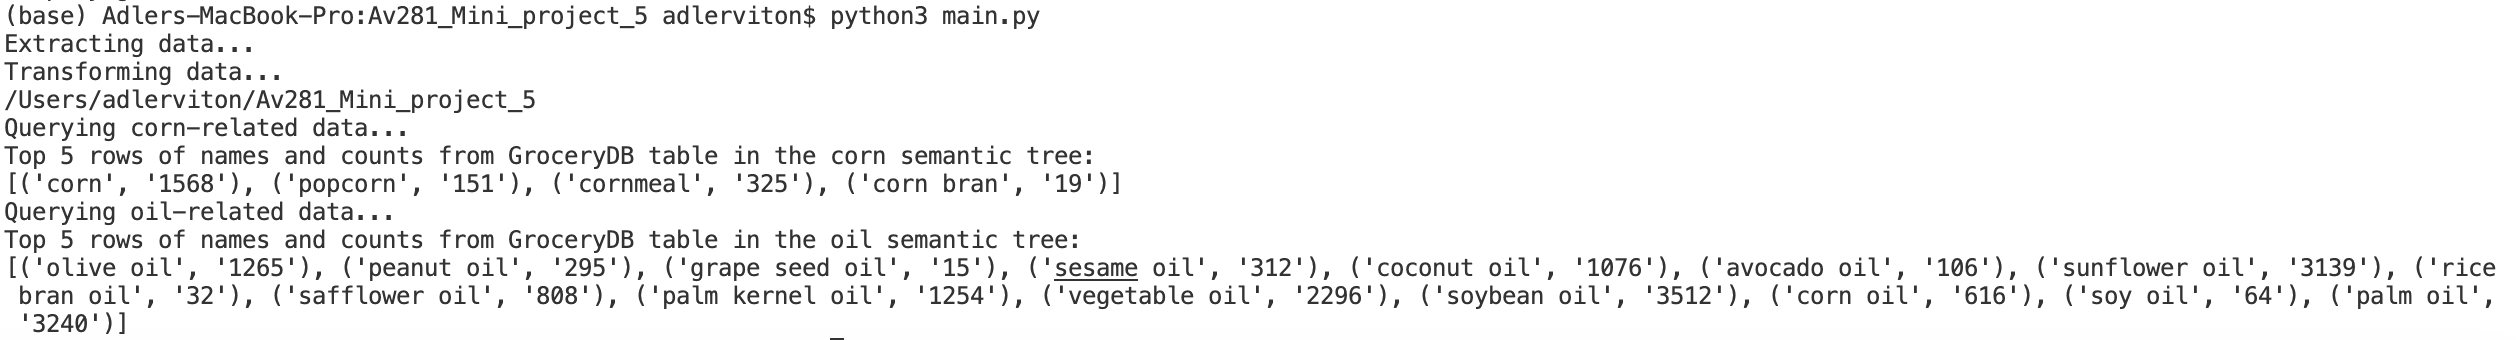 (base) Adlers-MacBook-Pro:Av281_Mini_project_5 adlerviton$ python3 main.py
Extracting data...
Transforming data...
/Users/adlerviton/Av281_Mini_project_5
Querying corn-related data...
Top 5 rows of names and counts from GroceryDB table in the corn semantic tree:
[('corn', '1568'), ('popcorn', '151'), ('cornmeal', '325'), ('corn bran', '19')]
Querying oil-related data...
Top 5 rows of names and counts from GroceryDB table in the oil semantic tree:
[('olive oil', '1265'), ('peanut oil', '295'), ('grape seed oil', '15'), ('sesame oil', '312'), ('coconut oil', '1076'), ('avocado oil', '106'), ('sunflower oil', '3139'), ('rice
 bran oil', '32'), ('safflower oil', '808'), ('palm kernel oil', '1254'), ('vegetable oil', '2296'), ('soybean oil', '3512'), ('corn oil', '616'), ('soy oil', '64'), ('palm oil',
 '3240')]